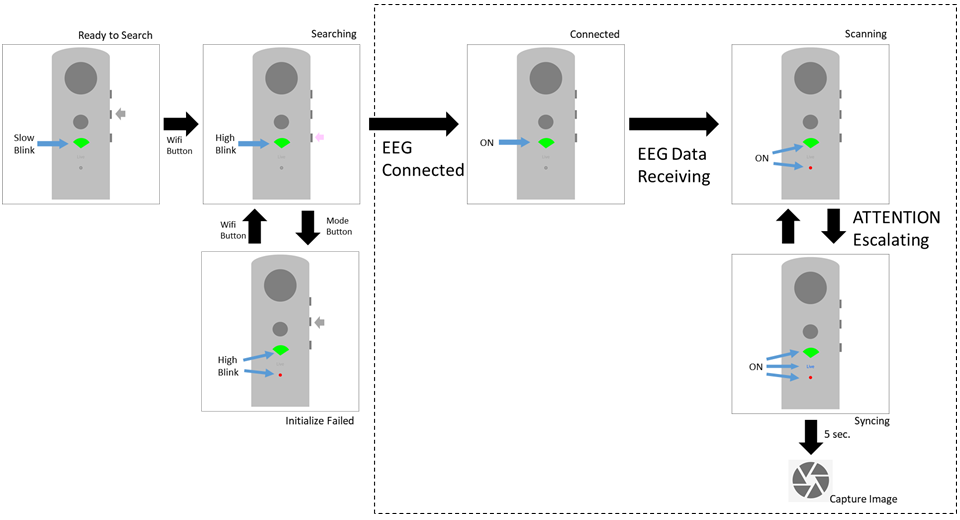 Ready to Search
Searching
Connected
Scanning
Slow
Blink
Wifi
Button
High
Blink
EEG
Connected
ON
EEG Data
Receiving
ON
Wifi
Button
Mode
Button
ATTENTION
Escalating
High
Blink
Initialize Failed
ON
Live
Syncing
5 sec.
Capture Image